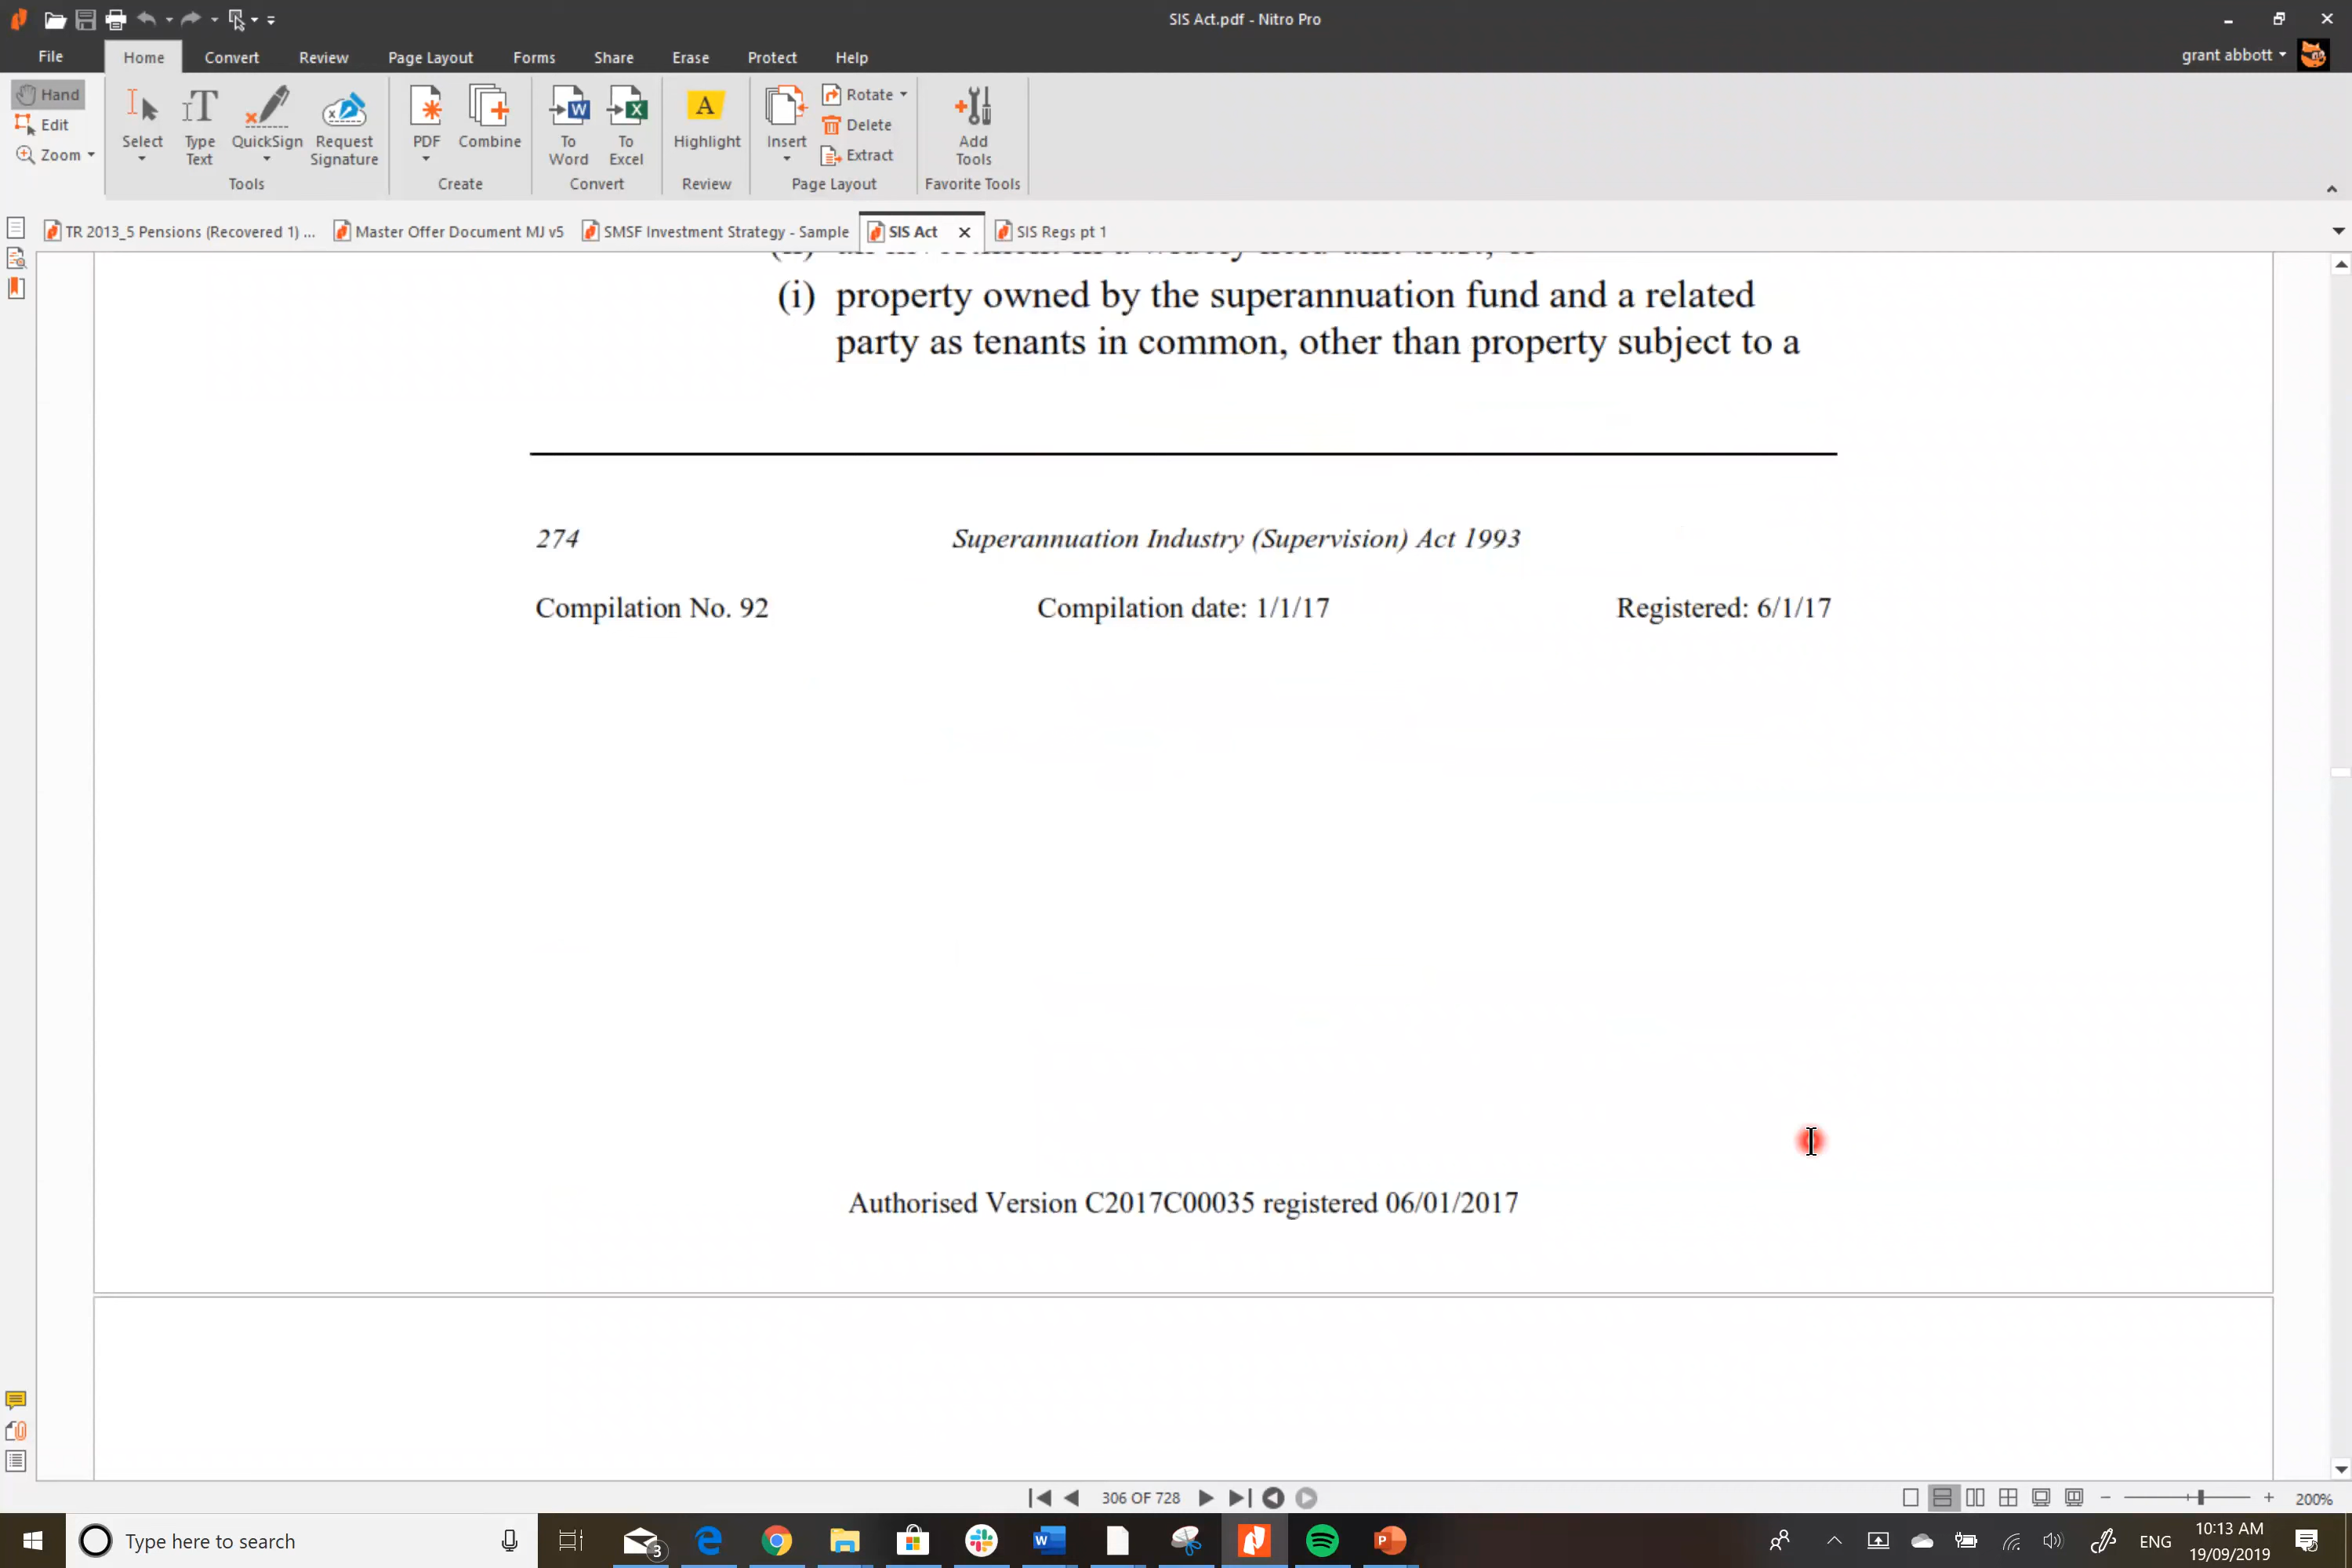 SIS Act.pdf - Nitro Pro
File
Home
Convert
Review
Page Layout
Forms
Share
Erase
Protect
Help
grant abbott
Hand
Edit
Zoom
Select
Type
Text
QuickSign
Request
Signature
Tools
PDF
Combine
Create
To
Word
To
Excel
Convert
Highlight
Review
Insert
Rotate
Delete
Extract
Page Layout
Add
Tools
Favorite Tools
TR 2013_5 Pensions (Recovered 1) ...
Master Offer Document MJ v5
SMSF Investment Strategy - Sample
SIS Act
SIS Regs pt 1
(i) property owned by the superannuation fund and a related
party as tenants in common, other than property subject to a
274
Superannuation Industry (Supervision) Act 1993
Compilation No. 92
Compilation date: 1/1/17
Registered: 6/1/17
Authorised Version C2017C00035 registered 06/01/2017
306 OF 728
200%
Type here to search
3
ENG
10:13 AM
19/09/2019